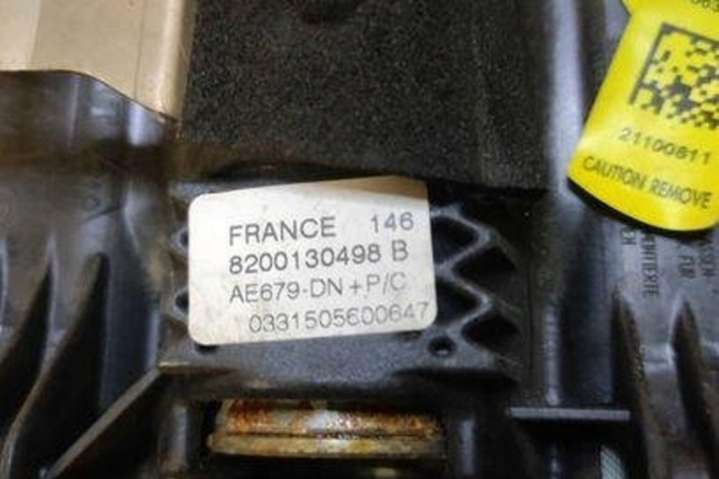 FRANCE 146
8200130498 B
AE679-DN + P/C
0331505600647
21100811
CAUTION REMOVE